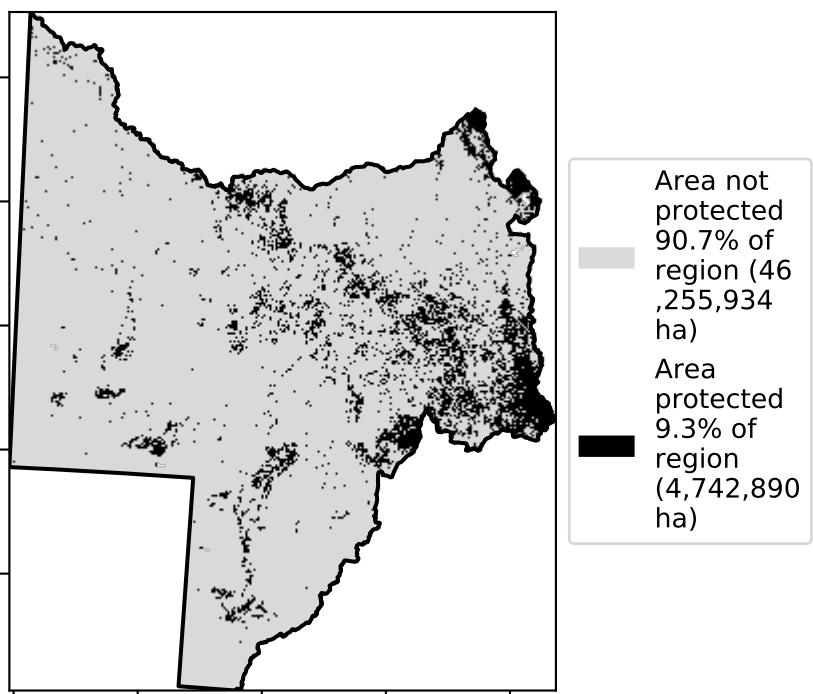 Area not
protected
90.7% of
region (46
,255,934
ha)
Area
protected
9.3% of
region
(4,742,890
ha)